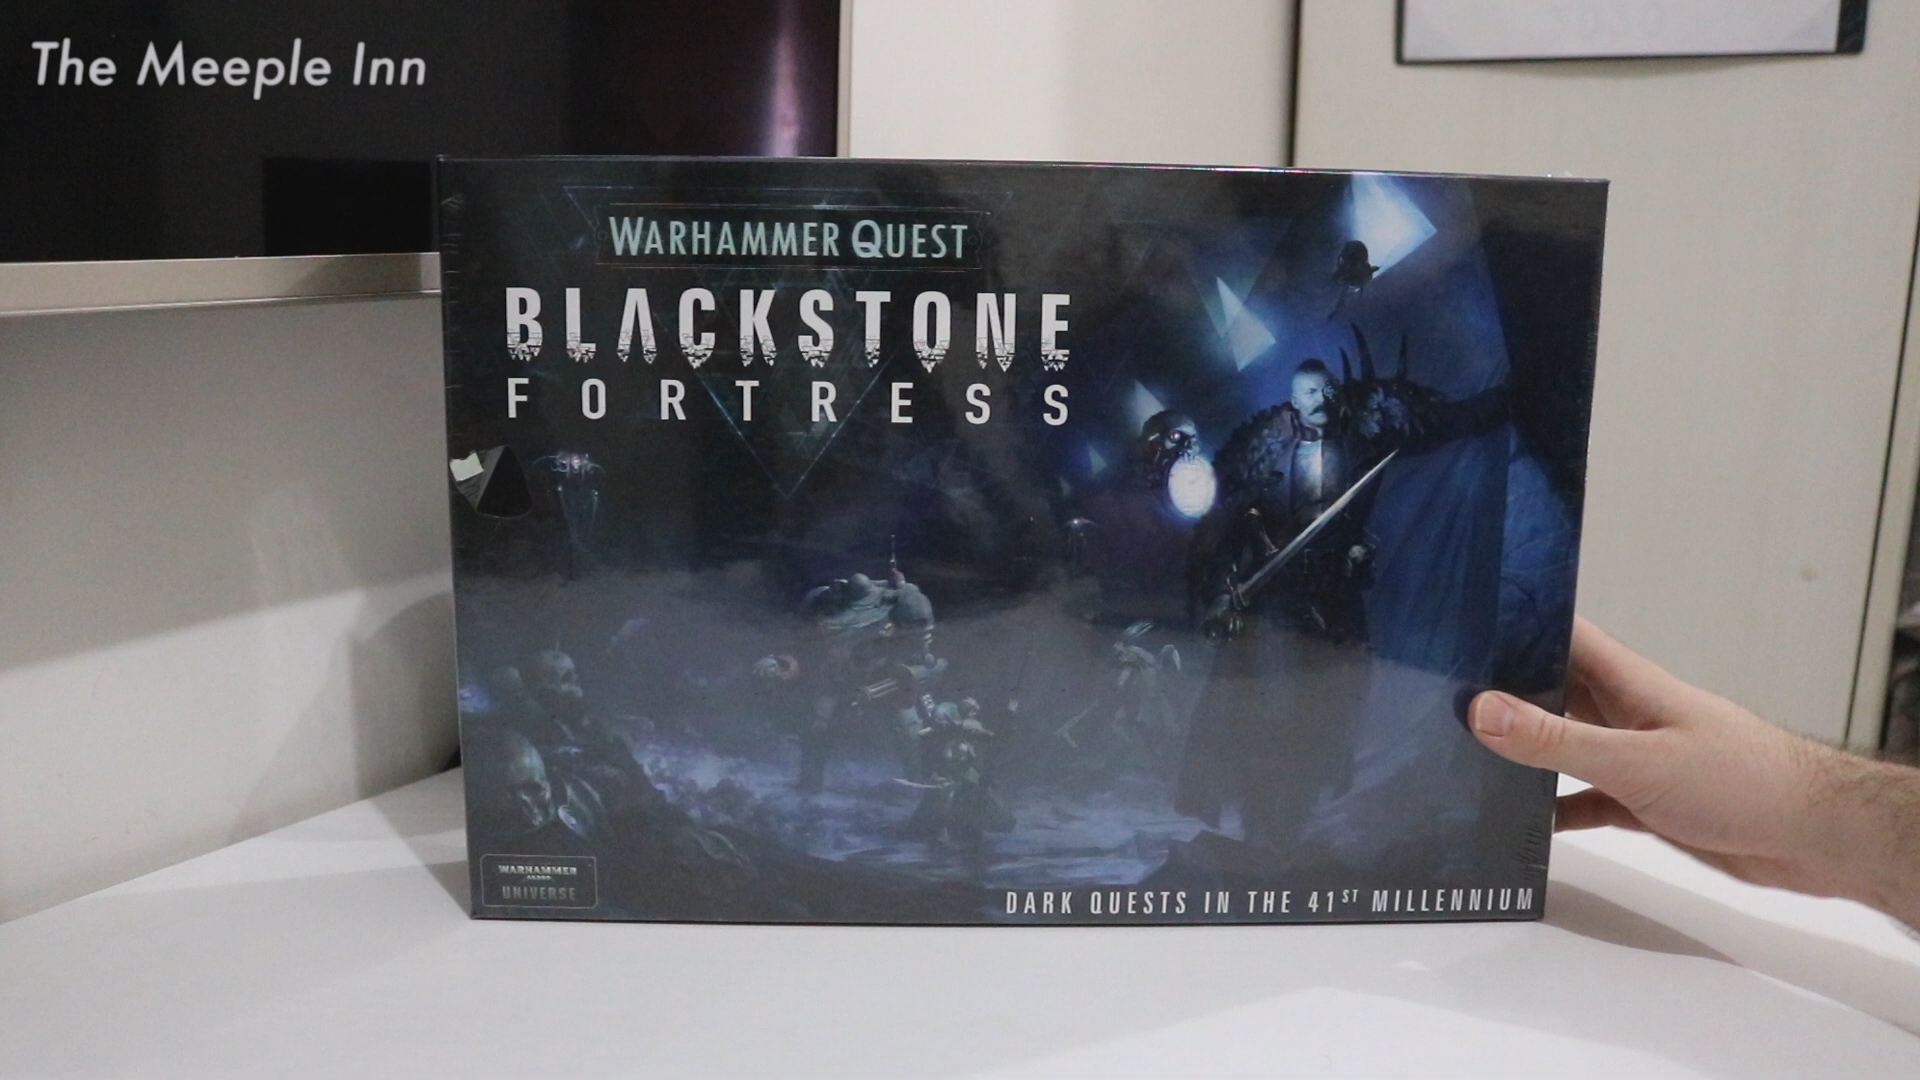 The Meeple Inn
WARHAMMER QUEST
BLACKSTONE
FORTRESS
WARHAMMER
UNIVERSE
DARK QUESTS IN THE 41ST MILLENNIUM